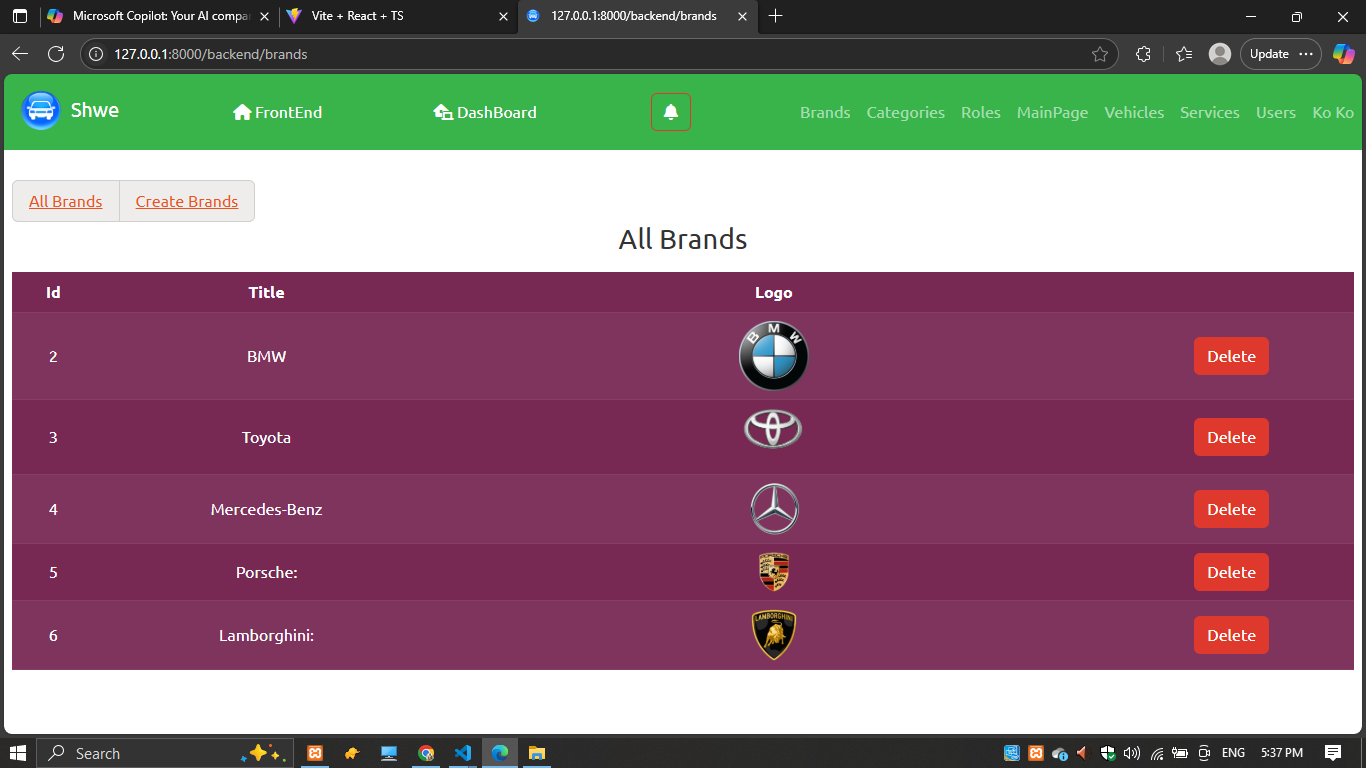 Microsoft Copilot: Your AI compa
Vite + React + TS
127.0.0.1:8000/backend/brands
127.0.0.1:8000/backend/brands
Update
Shwe
FrontEnd
DashBoard
Brands Categories Roles MainPage Vehicles Services Users Ko Ko
All Brands Create Brands
All Brands
Id Title Logo
2 BMW BMW Delete
3 Toyota Delete
4 Mercedes-Benz Delete
5 Porsche: PORSCHE Delete
6 Lamborghini: LAMBORGHINI Delete
Search
ENG
5:37 PM